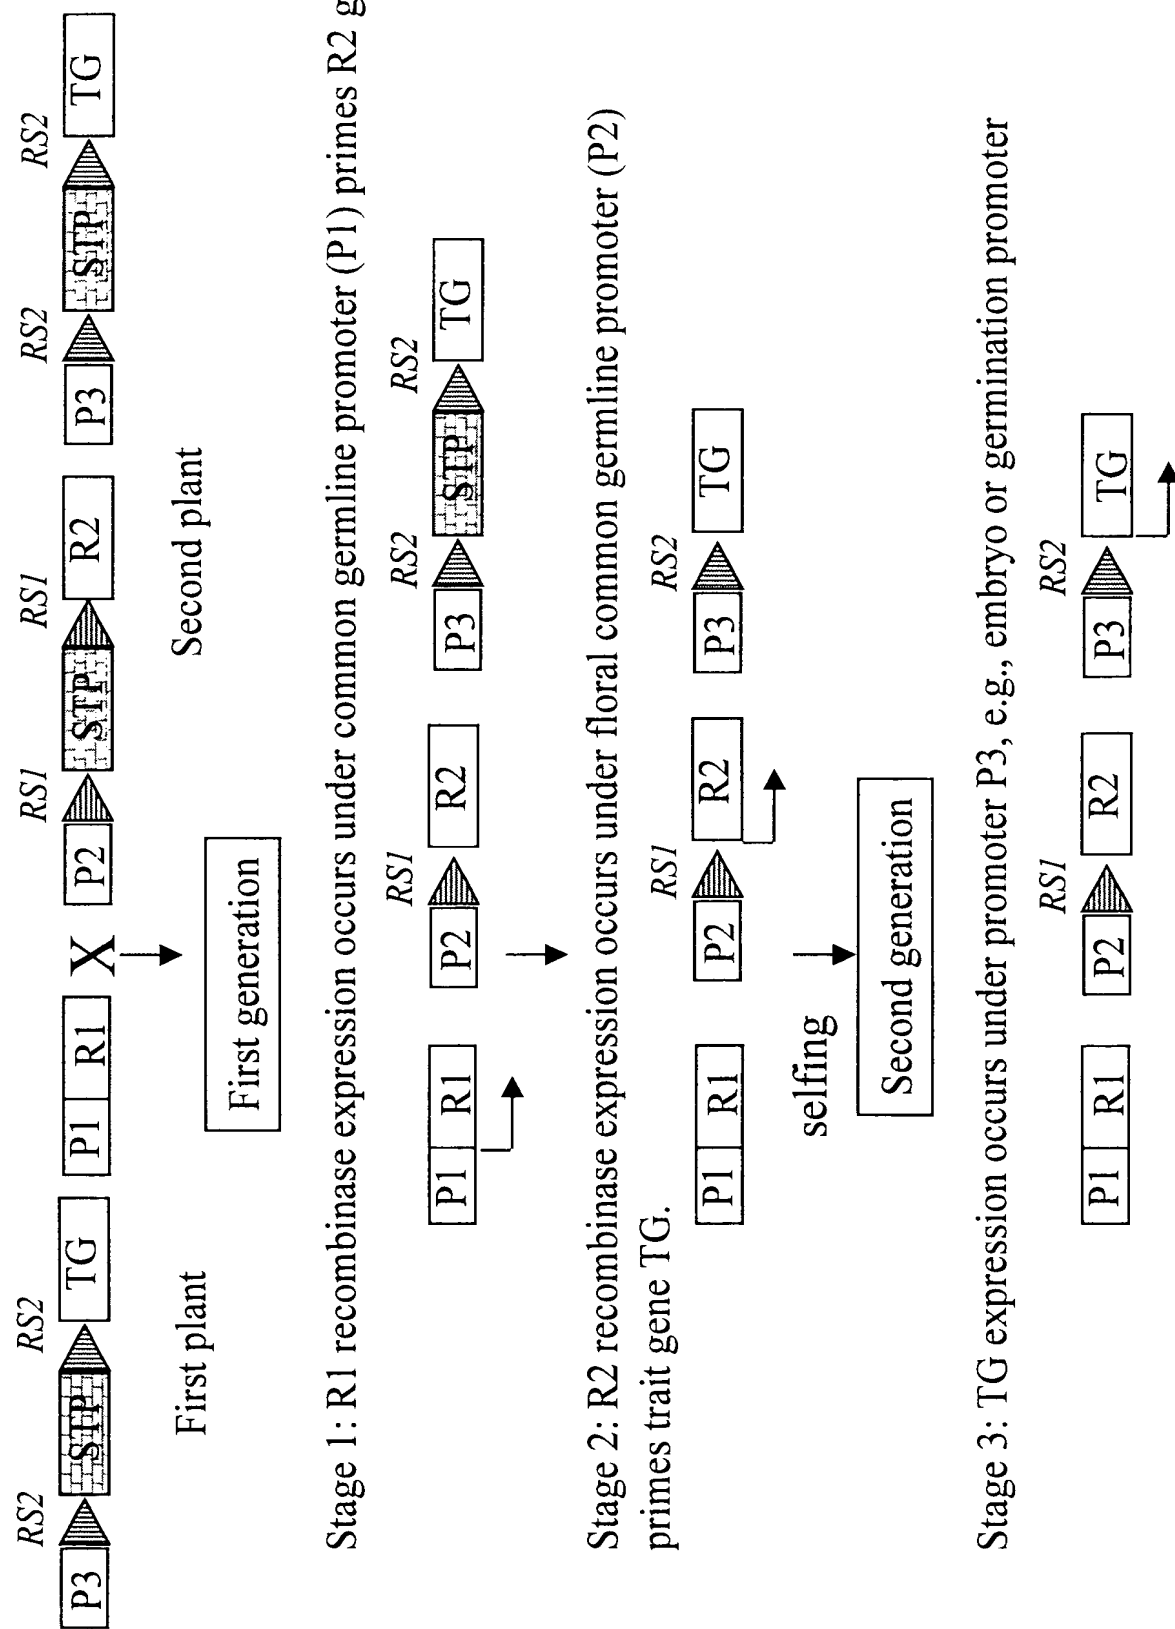 RS2 RS2 RS1 RS1 RS2 RS2
P3 STP TG P1 R1 X P2 STP R2 P3 STP TG
First plant Second plant
First generation
Stage 1: R1 recombinase expression occurs under common germline promoter (P1) primes R2 g
RS1 RS2 RS2
P1 R1 P2 R2 P3 STP TG
Stage 2: R2 recombinase expression occurs under floral common germline promoter (P2)
primes trait gene TG.
RS1 RS2
P1 R1 P2 R2 P3 TG
selfing
Second generation
Stage 3: TG expression occurs under promoter P3, e.g., embryo or germination promoter
RS1 RS2
P1 R1 P2 R2 P3 TG